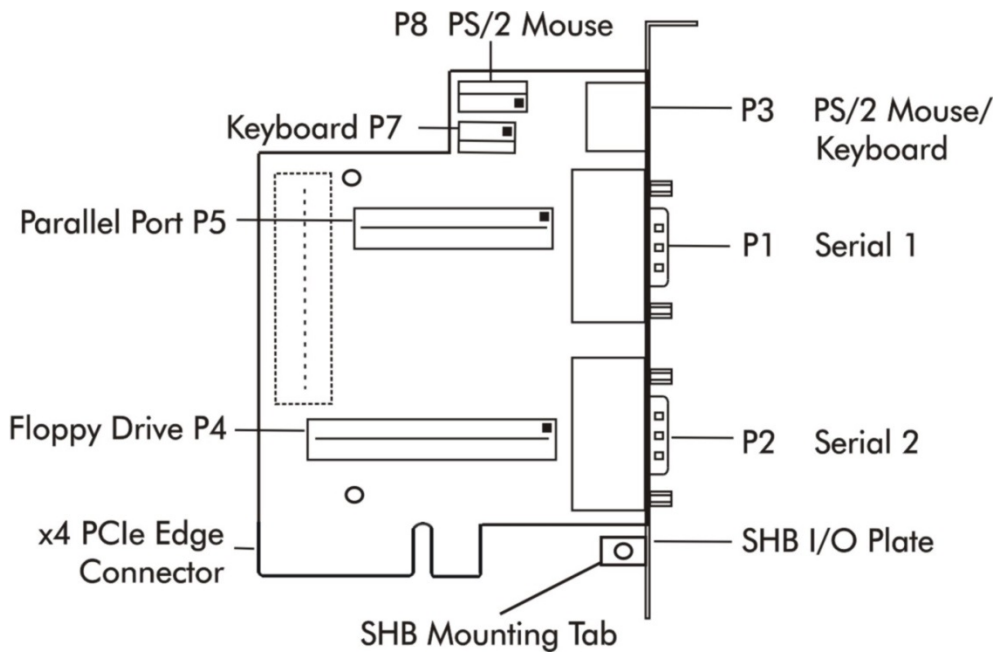 P8 PS/2 Mouse
Keyboard P7
P3 PS/2 Mouse/
Keyboard
Parallel Port P5
P1 Serial 1
Floppy Drive P4
P2 Serial 2
x4 PCIe Edge
Connector
SHB I/O Plate
SHB Mounting Tab